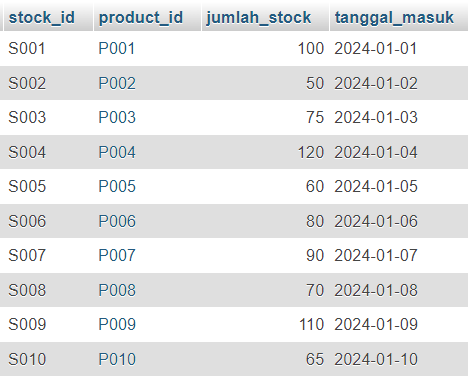 stock_id product_id jumlah_stock tanggal_masuk
S001 P001 100 2024-01-01
S002 P002 50 2024-01-02
S003 P003 75 2024-01-03
S004 P004 120 2024-01-04
S005 P005 60 2024-01-05
S006 P006 80 2024-01-06
S007 P007 90 2024-01-07
S008 P008 70 2024-01-08
S009 P009 110 2024-01-09
S010 P010 65 2024-01-10